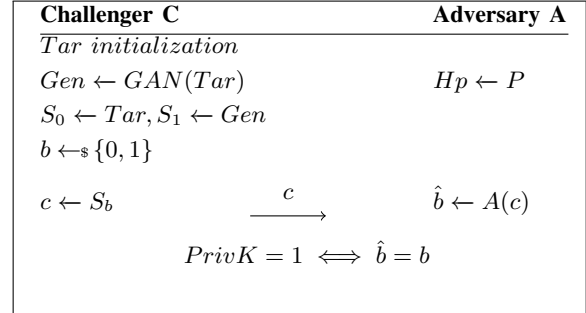 Challenger C Adversary A
Tar initialization
Gen ← GAN(Tar) Hp ← P
S₀ ← Tar, S₁ ← Gen
b ←$ {0, 1}
c
c ← S_b b̂ ← A(c)
PrivK = 1 ⟺ b̂ = b